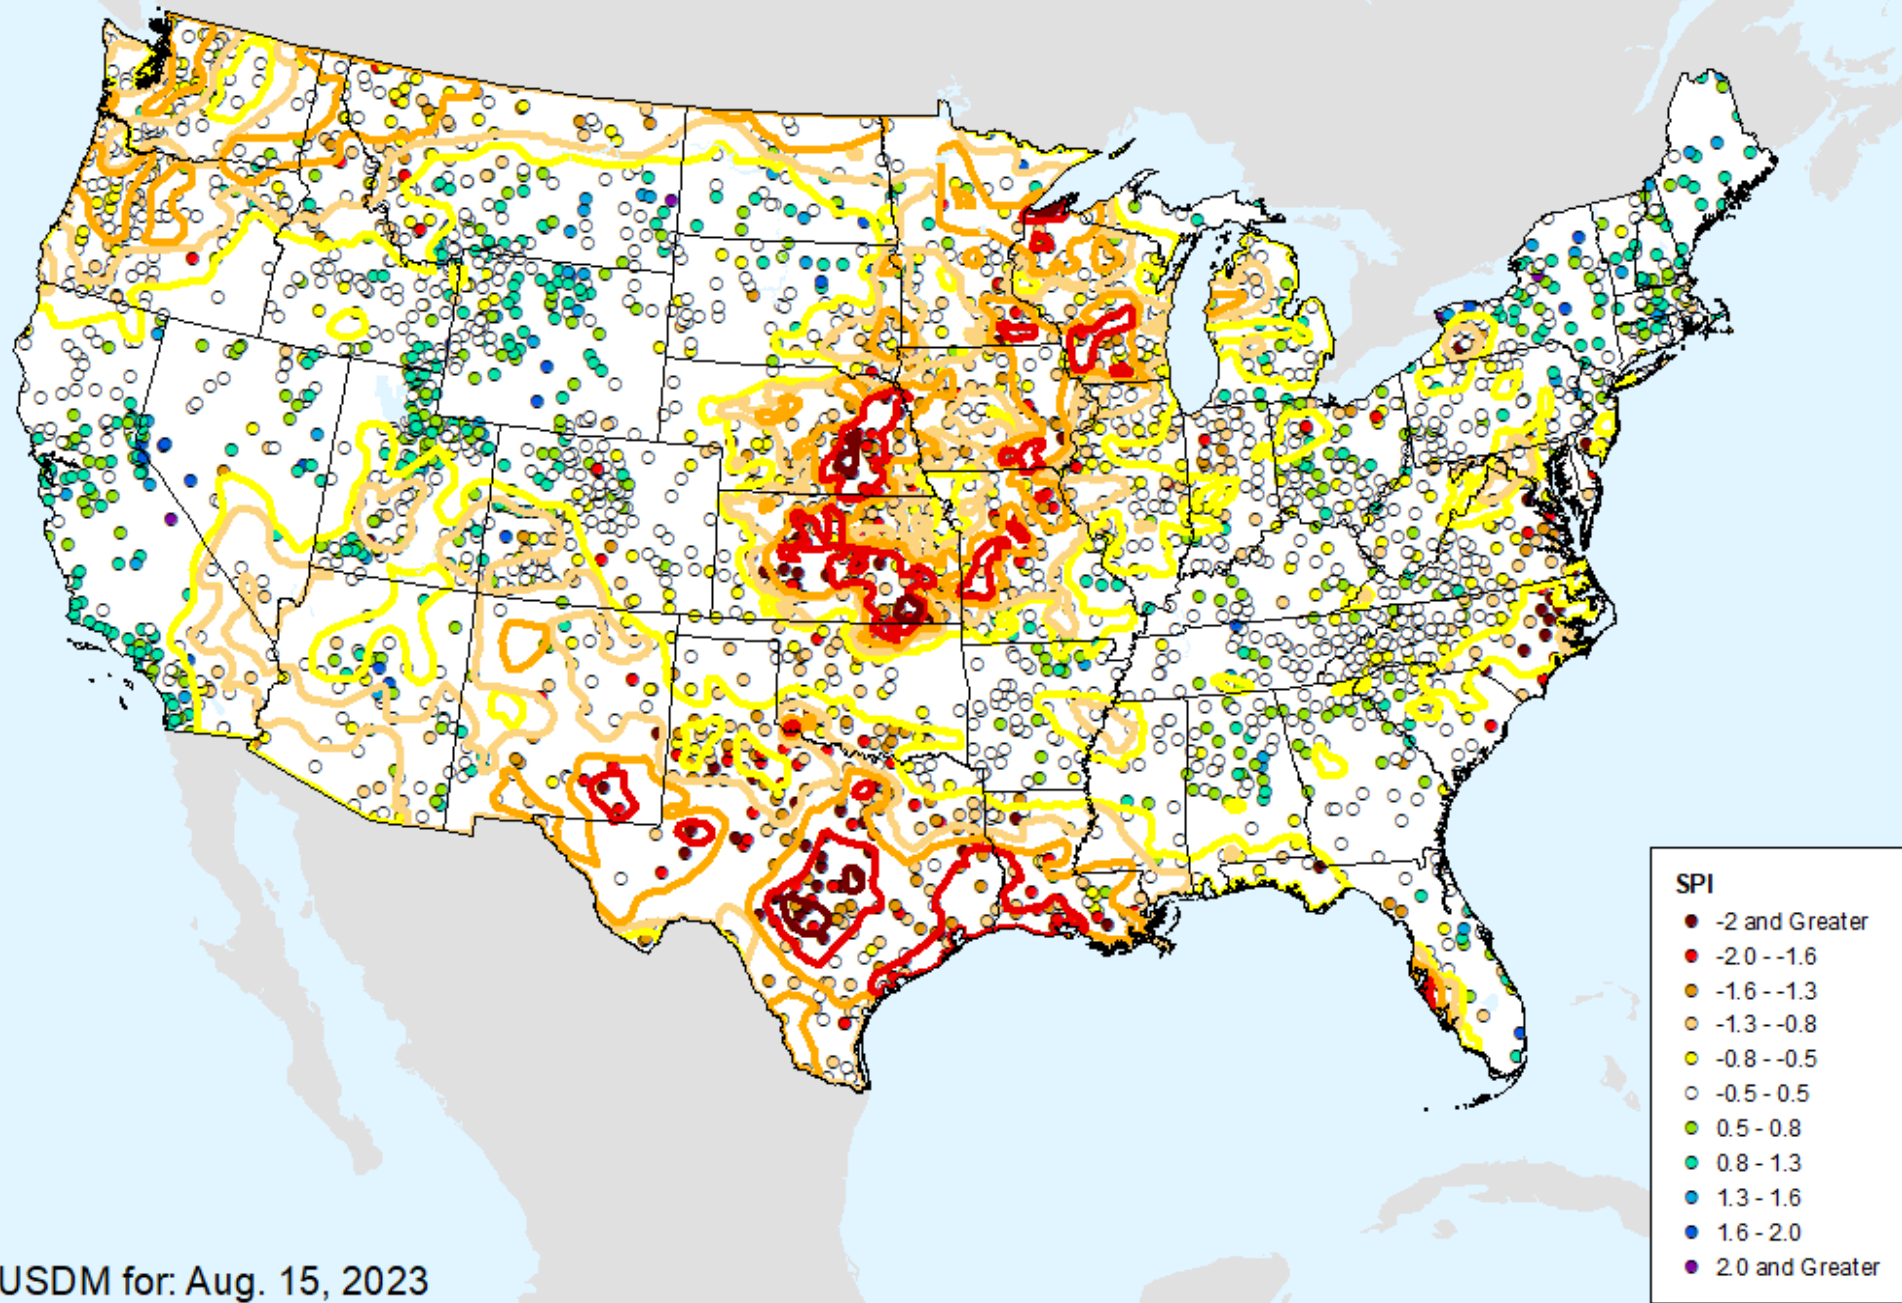 SPI
-2 and Greater
-2.0 - -1.6
-1.6 - -1.3
-1.3 - -0.8
-0.8 - -0.5
-0.5 - 0.5
0.5 - 0.8
0.8 - 1.3
1.3 - 1.6
1.6 - 2.0
2.0 and Greater
USDM for: Aug. 15, 2023